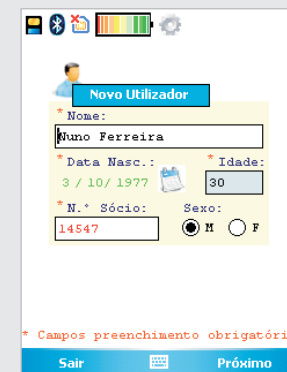 Novo Utilizador
* Nome:
Nuno Ferreira
* Data Nasc.: * Idade:
3 / 10/ 1977 30
* N.° Sócio: Sexo:
14547 M F
* Campos preenchimento obrigatóri
Sair Próximo